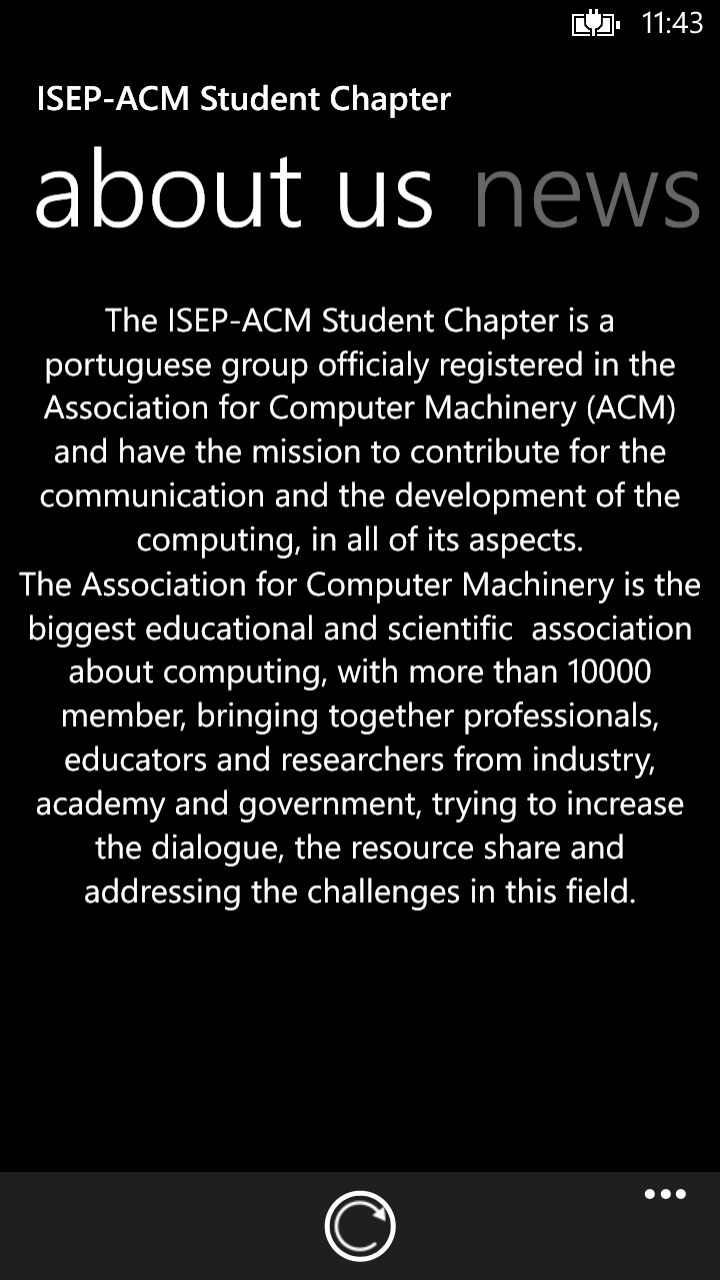 11:43
ISEP-ACM Student Chapter
about us news
The ISEP-ACM Student Chapter is a
portuguese group officialy registered in the
Association for Computer Machinery (ACM)
and have the mission to contribute for the
communication and the development of the
computing, in all of its aspects.
The Association for Computer Machinery is the
biggest educational and scientific  association
about computing, with more than 10000
member, bringing together professionals,
educators and researchers from industry,
academy and government, trying to increase
the dialogue, the resource share and
addressing the challenges in this field.